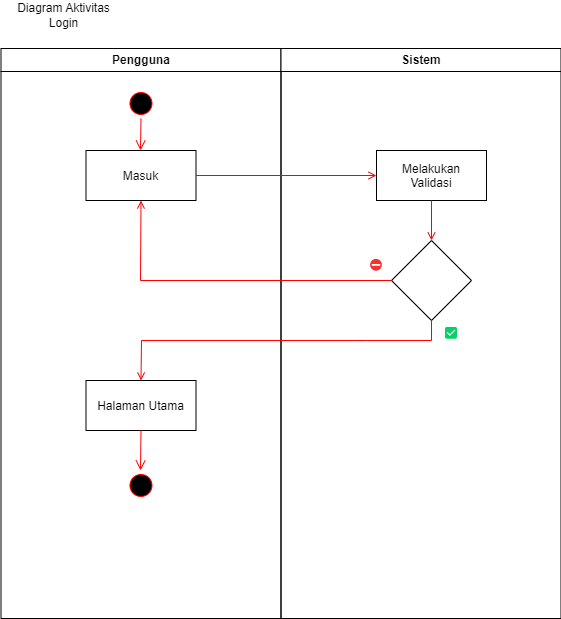 Diagram Aktivitas
Login
Pengguna
Sistem
Masuk
Melakukan
Validasi
Halaman Utama